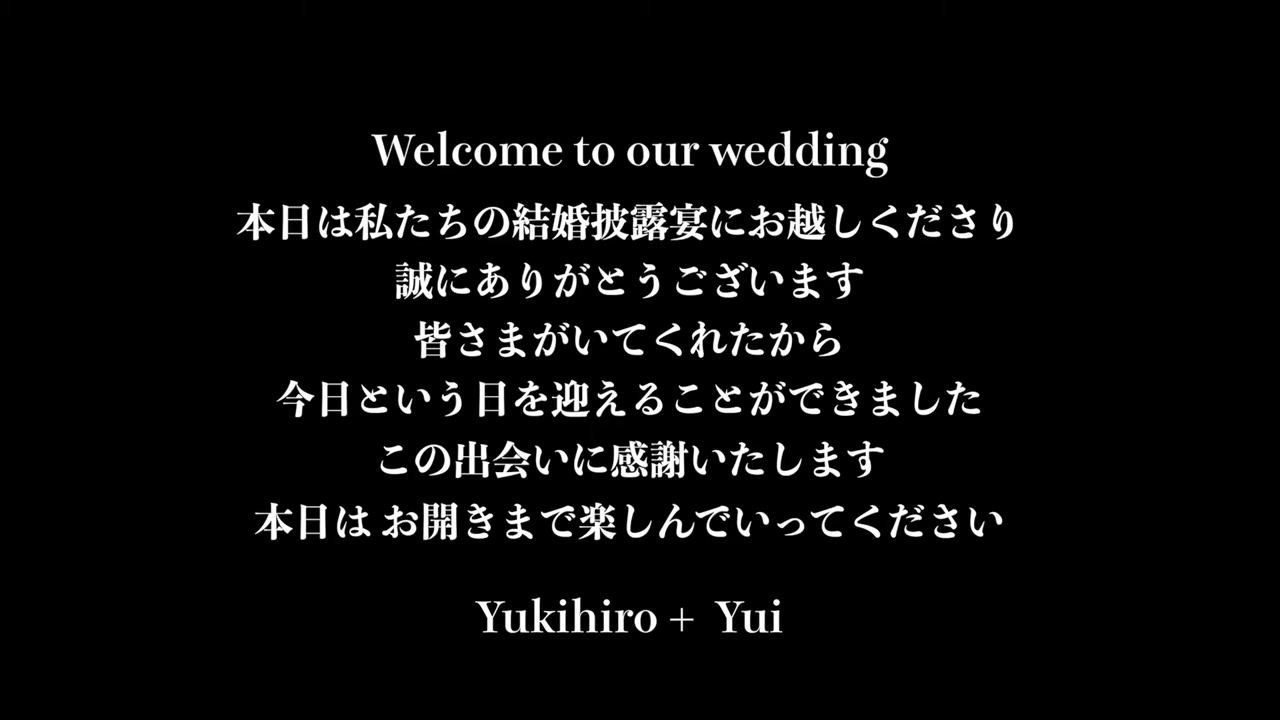 Welcome to our wedding
本日は私たちの結婚披露宴にお越しくださり
誠にありがとうございます
皆さまがいてくれたから
今日という日を迎えることができました
この出会いに感謝いたします
本日は お開きまで楽しんでいってください
Yukihiro + Yui